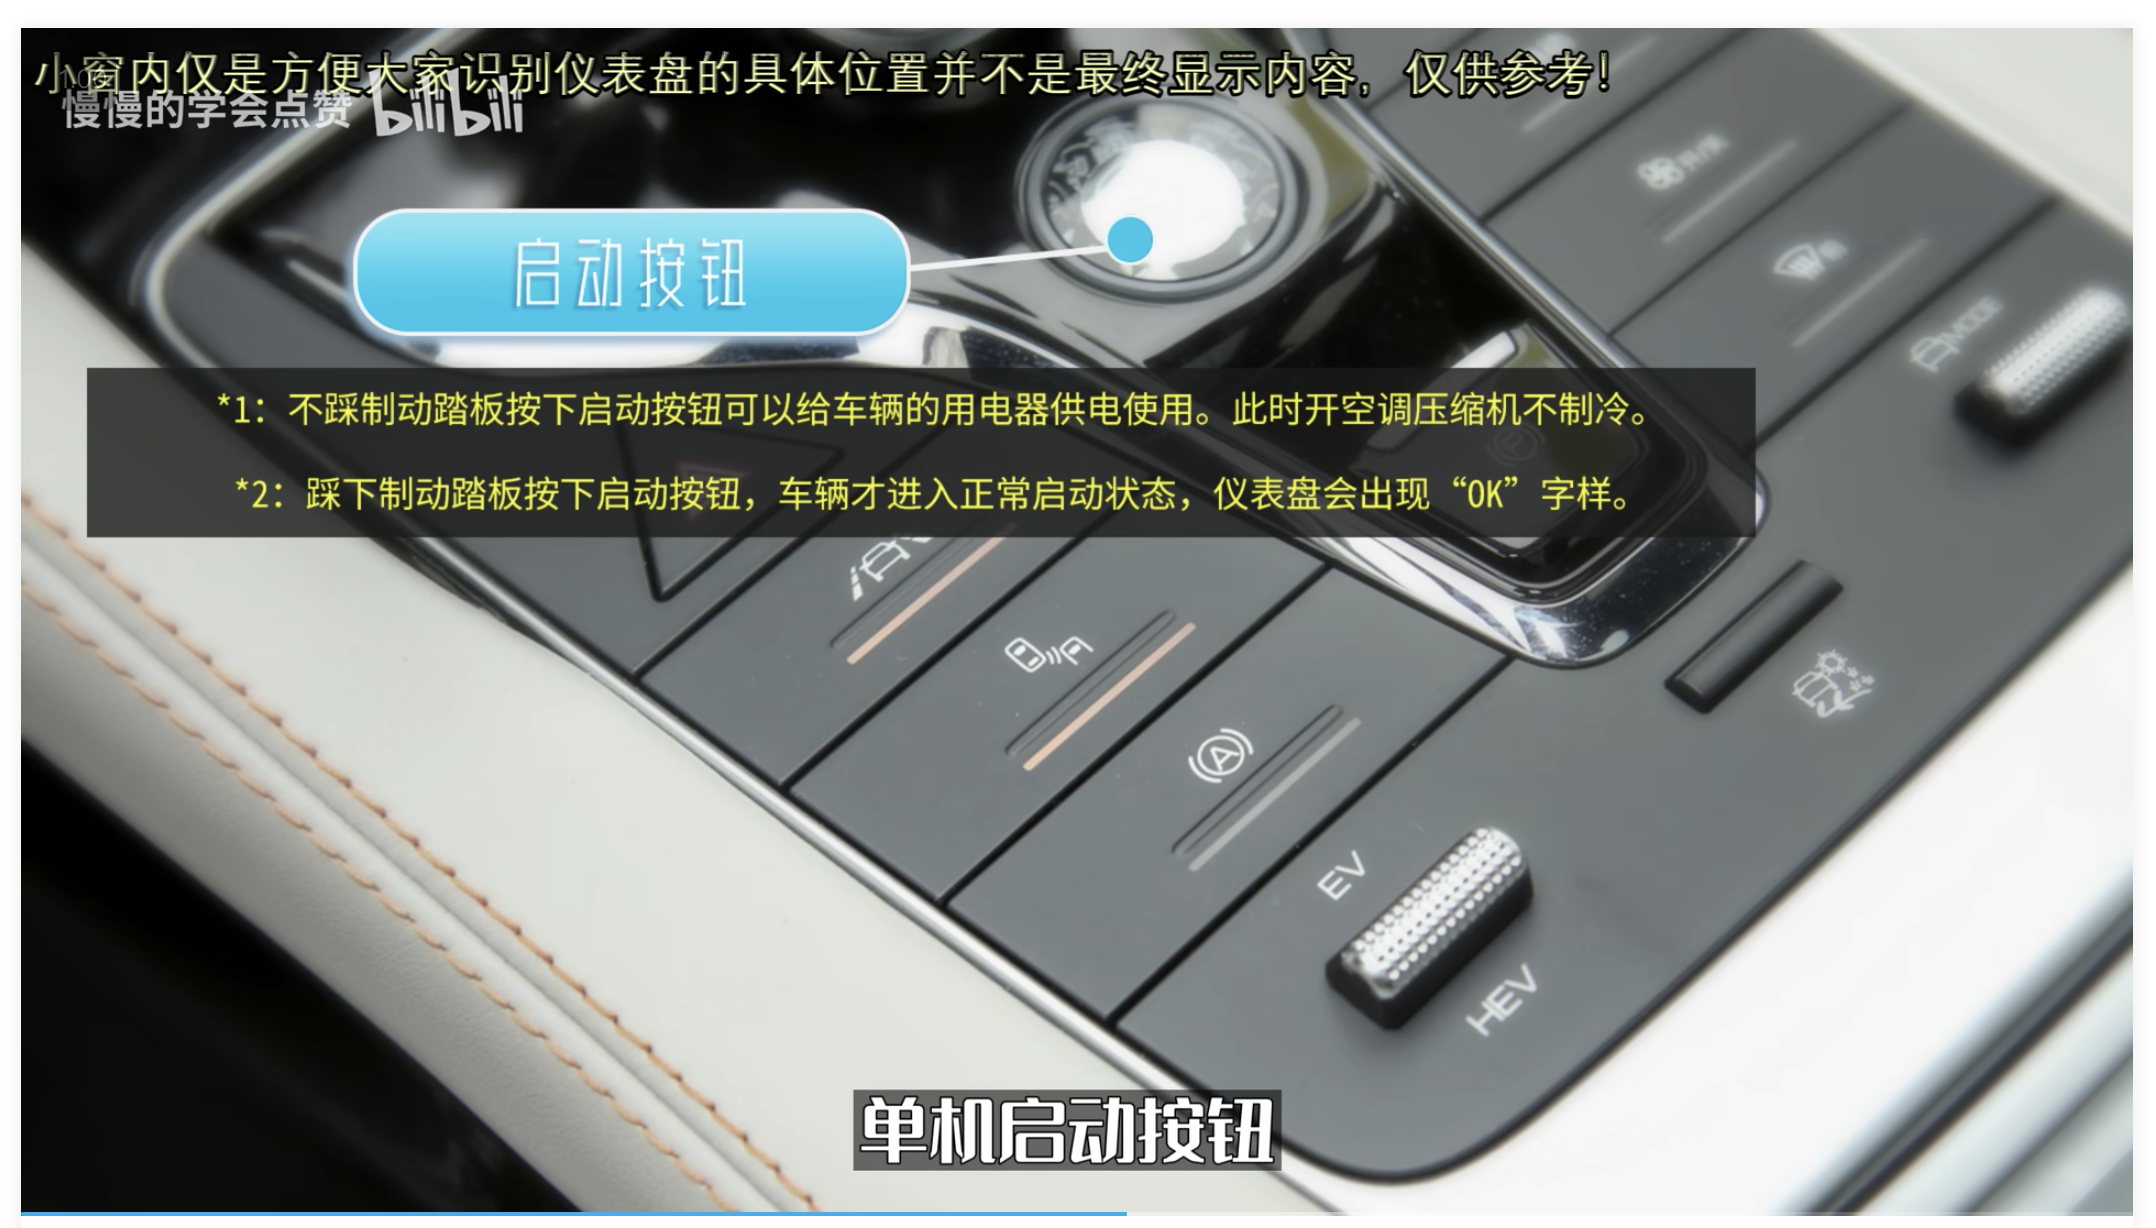 小窗内仅是方便大家识别仪表盘的具体位置并不是最终显示内容，仅供参考！
慢慢的学会点赞 bilibili
启动按钮
*1：不踩制动踏板按下启动按钮可以给车辆的用电器供电使用。此时开空调压缩机不制冷。
*2：踩下制动踏板按下启动按钮，车辆才进入正常启动状态，仪表盘会出现“OK”字样。
MODE
A
EV
HEV
单机启动按钮